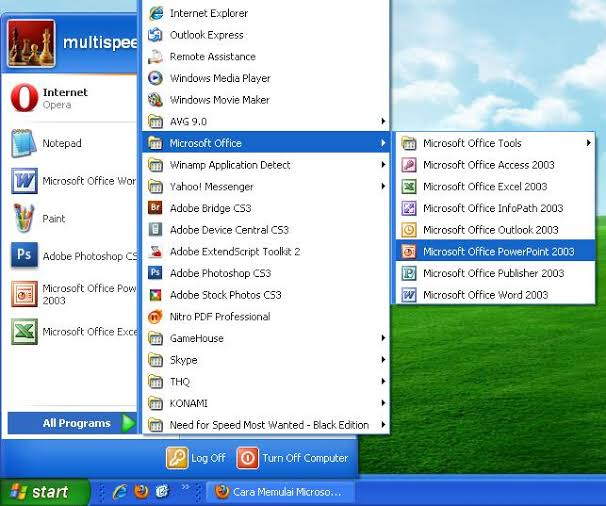 multispee
Internet
Opera
Notepad
Microsoft Office Wor
Paint
Adobe Photoshop CS
Microsoft Office Pow
2003
Microsoft Office Exce
All Programs
Internet Explorer
Outlook Express
Remote Assistance
Windows Media Player
Windows Movie Maker
AVG 9.0
Microsoft Office
Winamp Application Detect
Yahoo! Messenger
Adobe Bridge CS3
Adobe Device Central CS3
Adobe ExtendScript Toolkit 2
Adobe Photoshop CS3
Adobe Stock Photos CS3
Nitro PDF Professional
GameHouse
Skype
THQ
KONAMI
Need for Speed Most Wanted - Black Edition
Microsoft Office Tools
Microsoft Office Access 2003
Microsoft Office Excel 2003
Microsoft Office InfoPath 2003
Microsoft Office Outlook 2003
Microsoft Office PowerPoint 2003
Microsoft Office Publisher 2003
Microsoft Office Word 2003
Log Off
Turn Off Computer
start
Cara Memulai Microso...